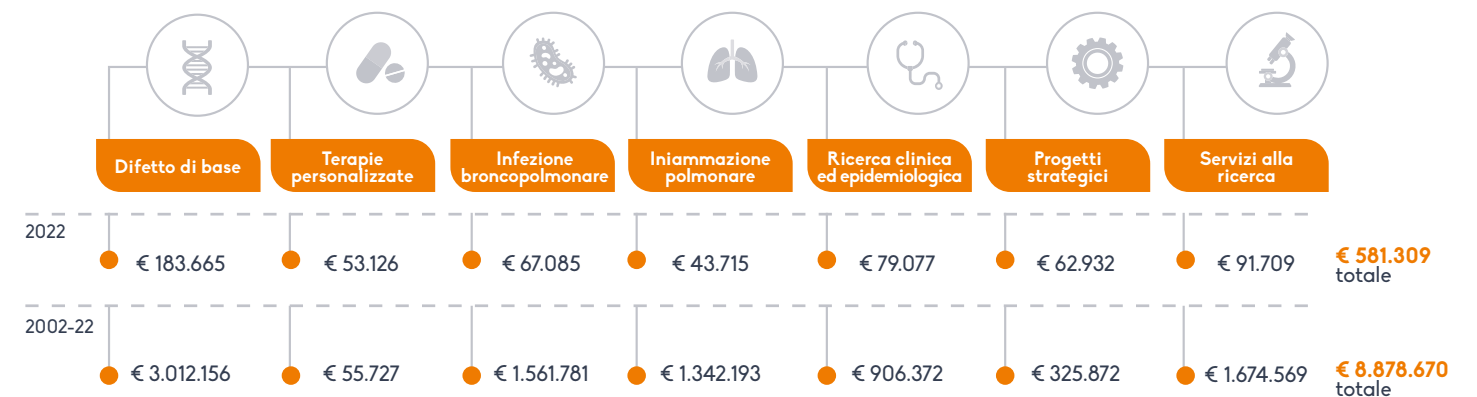 Difetto di base
Terapie
personalizzate
Infezione
broncopolmonare
Iniammazione
polmonare
Ricerca clinica
ed epidemiologica
Progetti
strategici
Servizi alla
ricerca
2022
€ 183.665
€ 53.126
€ 67.085
€ 43.715
€ 79.077
€ 62.932
€ 91.709
€ 581.309
totale
2002-22
€ 3.012.156
€ 55.727
€ 1.561.781
€ 1.342.193
€ 906.372
€ 325.872
€ 1.674.569
€ 8.878.670
totale